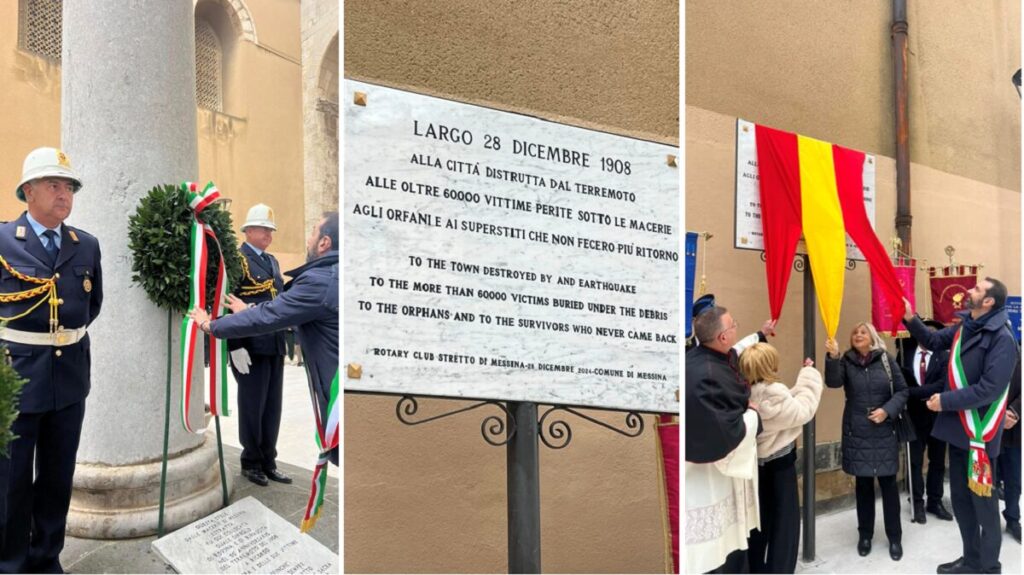 LARGO 28 DICEMBRE 1908
ALLA CITTÁ DISTRUTTA DAL TERREMOTO
ALLE OLTRE 60000 VITTIME PERITE SOTTO LE MACERIE
AGLI ORFANI E AI SUPERSTITI CHE NON FECERO PIÙ RITORNO
TO THE TOWN DESTROYED BY AND EARTHQUAKE
TO THE MORE THAN 60000 VICTIMS BURIED UNDER THE DEBRIS
TO THE ORPHANS AND TO THE SURVIVORS WHO NEVER CAME BACK
ROTARY CLUB STRETTO DI MESSINA-28 DICEMBRE 2024-COMUNE DI MESSINA